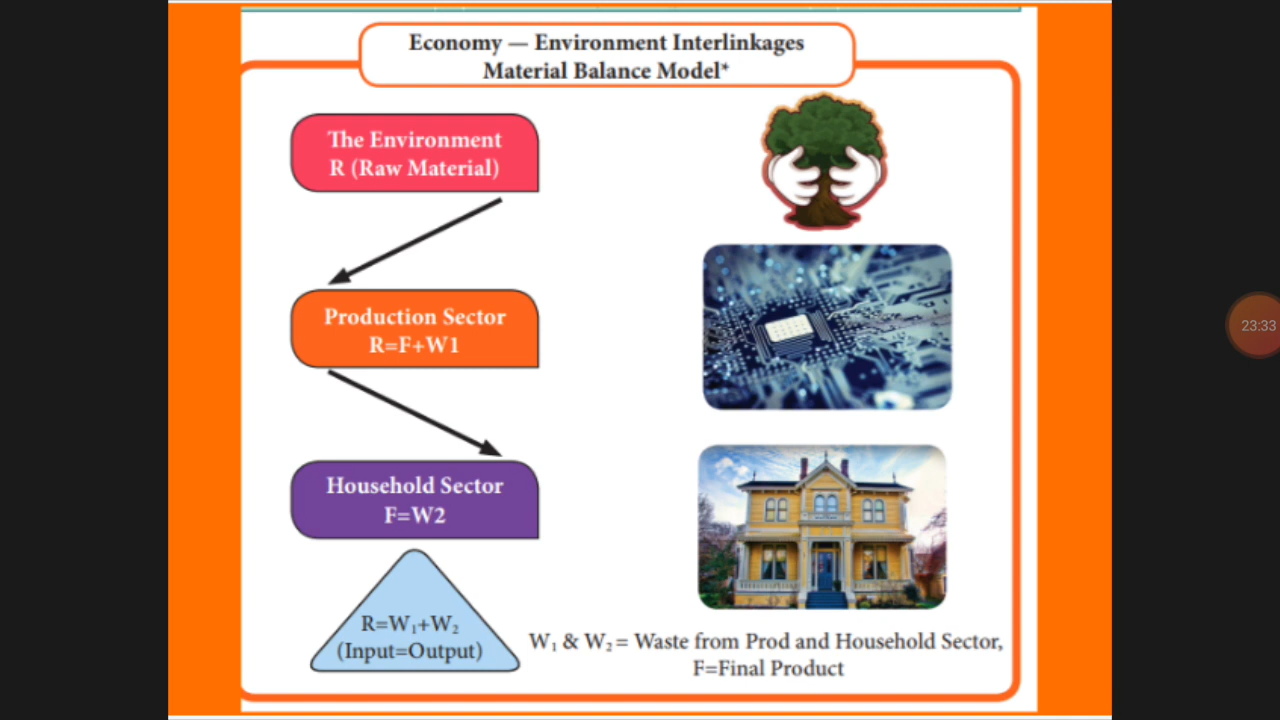 Economy — Environment Interlinkages
Material Balance Model*
The Environment
R (Raw Material)
Production Sector
R=F+W1
Household Sector
F=W2
R=W₁+W₂
(Input=Output)
W₁ & W₂= Waste from Prod and Household Sector,
F=Final Product
23:33